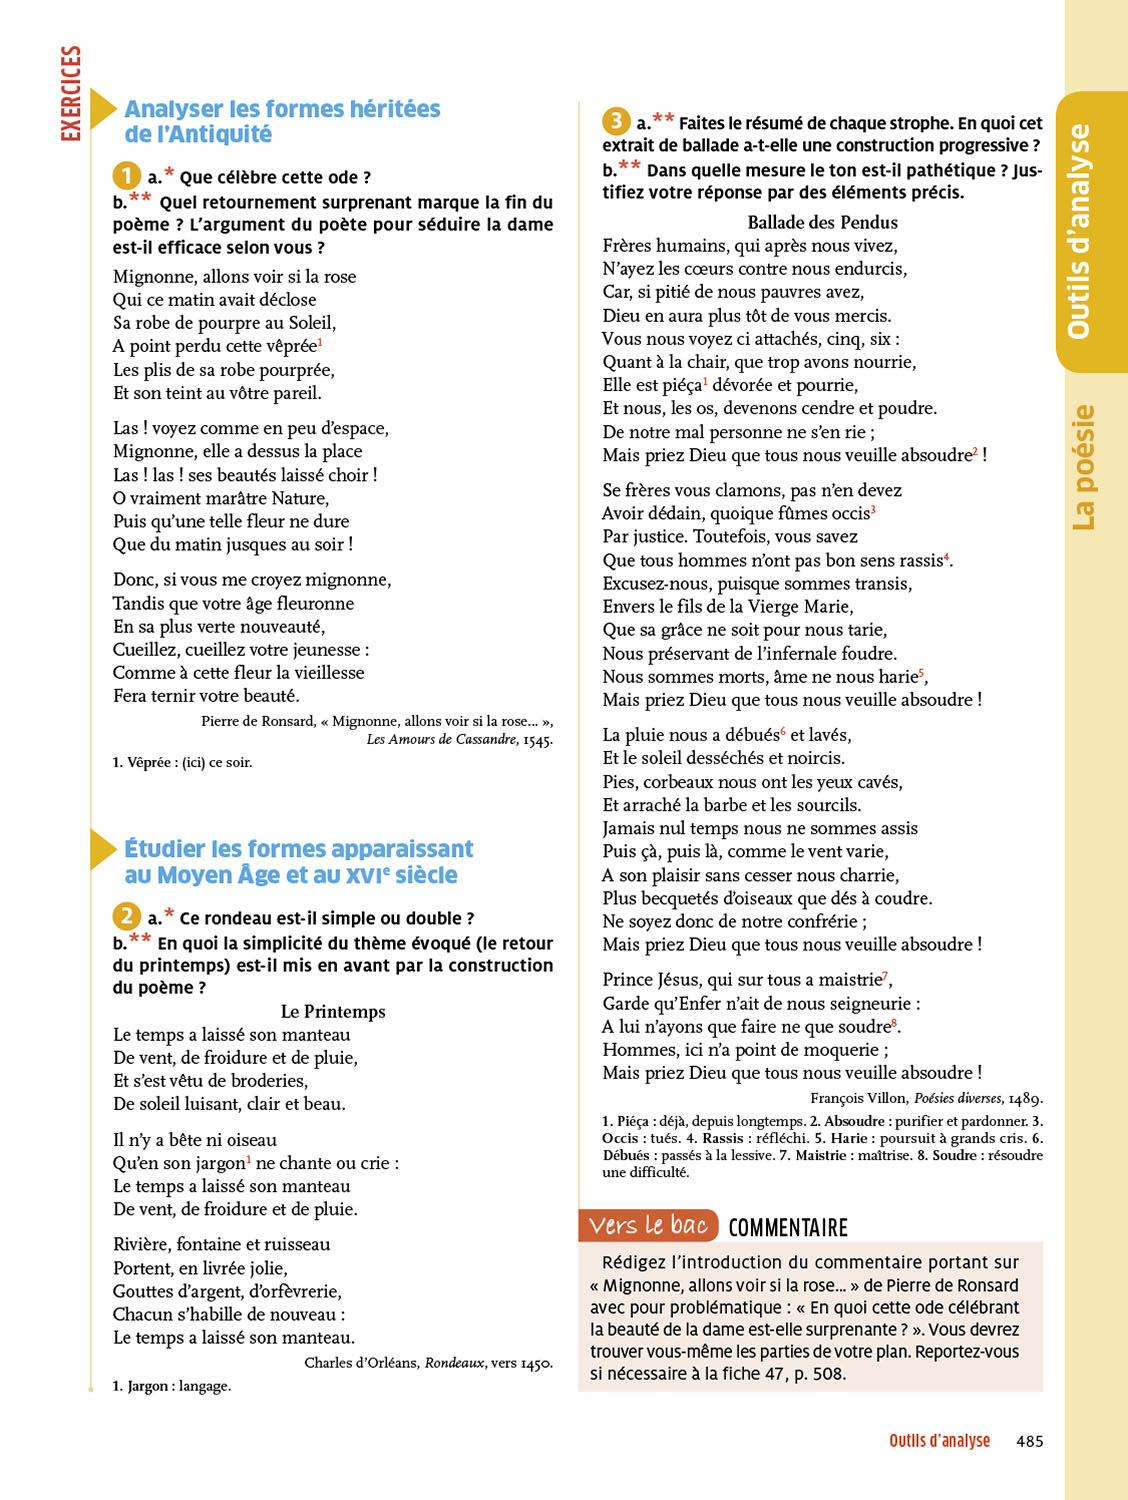 EXERCICES
Analyser les formes héritées
de l'Antiquité
1 a.* Que célèbre cette ode ?
b.** Quel retournement surprenant marque la fin du
poème ? L'argument du poète pour séduire la dame
est-il efficace selon vous ?
Mignonne, allons voir si la rose
Qui ce matin avait déclose
Sa robe de pourpre au Soleil,
A point perdu cette vêprée1
Les plis de sa robe pourprée,
Et son teint au vôtre pareil.
Las ! voyez comme en peu d'espace,
Mignonne, elle a dessus la place
Las ! las ! ses beautés laissé choir !
O vraiment marâtre Nature,
Puis qu'une telle fleur ne dure
Que du matin jusques au soir !
Donc, si vous me croyez mignonne,
Tandis que votre âge fleuronne
En sa plus verte nouveauté,
Cueillez, cueillez votre jeunesse :
Comme à cette fleur la vieillesse
Fera ternir votre beauté.
Pierre de Ronsard, « Mignonne, allons voir si la rose... »,
Les Amours de Cassandre, 1545.
1. Vêprée : (ici) ce soir.
Étudier les formes apparaissant
au Moyen Âge et au XVIe siècle
2 a.* Ce rondeau est-il simple ou double ?
b.** En quoi la simplicité du thème évoqué (le retour
du printemps) est-il mis en avant par la construction
du poème ?
Le Printemps
Le temps a laissé son manteau
De vent, de froidure et de pluie,
Et s'est vêtu de broderies,
De soleil luisant, clair et beau.
Il n'y a bête ni oiseau
Qu'en son jargon1 ne chante ou crie :
Le temps a laissé son manteau
De vent, de froidure et de pluie.
Rivière, fontaine et ruisseau
Portent, en livrée jolie,
Gouttes d'argent, d'orfèvrerie,
Chacun s'habille de nouveau :
Le temps a laissé son manteau.
Charles d'Orléans, Rondeaux, vers 1450.
1. Jargon : langage.
3 a.** Faites le résumé de chaque strophe. En quoi cet
extrait de ballade a-t-elle une construction progressive ?
b.** Dans quelle mesure le ton est-il pathétique ? Jus-
tifiez votre réponse par des éléments précis.
Ballade des Pendus
Frères humains, qui après nous vivez,
N'ayez les cœurs contre nous endurcis,
Car, si pitié de nous pauvres avez,
Dieu en aura plus tôt de vous mercis.
Vous nous voyez ci attachés, cinq, six :
Quant à la chair, que trop avons nourrie,
Elle est piéça1 dévorée et pourrie,
Et nous, les os, devenons cendre et poudre.
De notre mal personne ne s'en rie ;
Mais priez Dieu que tous nous veuille absoudre2 !
Se frères vous clamons, pas n'en devez
Avoir dédain, quoique fûmes occis3
Par justice. Toutefois, vous savez
Que tous hommes n'ont pas bon sens rassis4.
Excusez-nous, puisque sommes transis,
Envers le fils de la Vierge Marie,
Que sa grâce ne soit pour nous tarie,
Nous préservant de l'infernale foudre.
Nous sommes morts, âme ne nous harie5,
Mais priez Dieu que tous nous veuille absoudre !
La pluie nous a débués6 et lavés,
Et le soleil desséchés et noircis.
Pies, corbeaux nous ont les yeux cavés,
Et arraché la barbe et les sourcils.
Jamais nul temps nous ne sommes assis
Puis çà, puis là, comme le vent varie,
A son plaisir sans cesser nous charrie,
Plus becquetés d'oiseaux que dés à coudre.
Ne soyez donc de notre confrérie ;
Mais priez Dieu que tous nous veuille absoudre !
Prince Jésus, qui sur tous a maistrie7,
Garde qu'Enfer n'ait de nous seigneurie :
A lui n'ayons que faire ne que soudre8.
Hommes, ici n'a point de moquerie ;
Mais priez Dieu que tous nous veuille absoudre !
François Villon, Poésies diverses, 1489.
1. Piéça : déjà, depuis longtemps. 2. Absoudre : purifier et pardonner. 3.
Occis : tués. 4. Rassis : réfléchi. 5. Harie : poursuit à grands cris. 6.
Débués : passés à la lessive. 7. Maistrie : maîtrise. 8. Soudre : résoudre
une difficulté.
Vers le bac COMMENTAIRE
Rédigez l'introduction du commentaire portant sur
« Mignonne, allons voir si la rose... » de Pierre de Ronsard
avec pour problématique : « En quoi cette ode célébrant
la beauté de la dame est-elle surprenante ? ». Vous devrez
trouver vous-même les parties de votre plan. Reportez-vous
si nécessaire à la fiche 47, p. 508.
Outils d'analyse
La poésie
Outils d'analyse 485